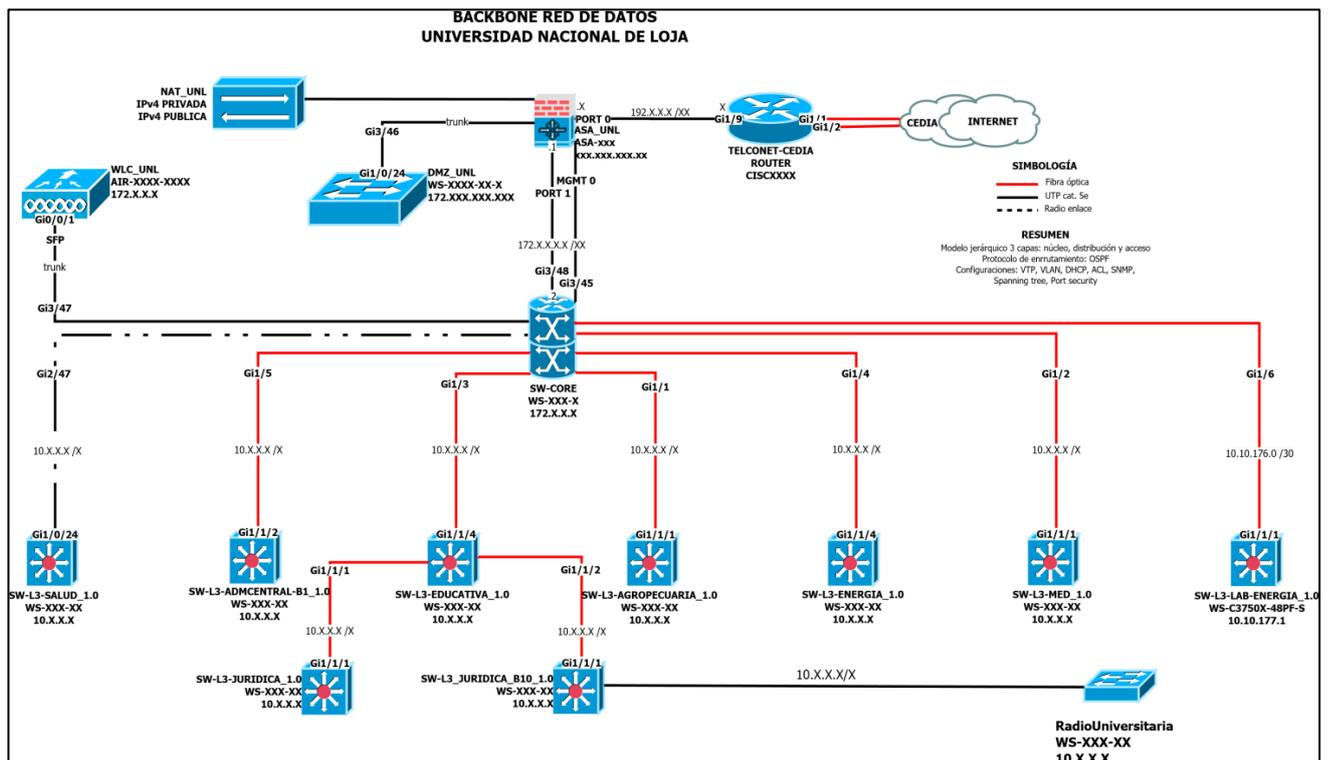 BACKBONE RED DE DATOS
UNIVERSIDAD NACIONAL DE LOJA
NAT_UNL
IPv4 PRIVADA
IPv4 PUBLICA
trunk
Gi3/46
.X
PORT 0
ASA_UNL
ASA-xxx
xxx.xxx.xxx.xx
.1
192.X.X.X /XX
X
Gi1/9
Gi1/1
Gi1/2
TELCONET-CEDIA
ROUTER
CISCXXXX
CEDIA
INTERNET
WLC_UNL
AIR-XXXX-XXXX
172.X.X.X
Gi0/0/1
SFP
trunk
Gi3/47
Gi1/0/24
DMZ_UNL
WS-XXXX-XX-X
172.XXX.XXX.XXX
MGMT 0
PORT 1
172.X.X.X.X /XX
Gi3/48
Gi3/45
.2
SIMBOLOGÍA
Fibra óptica
UTP cat. 5e
Radio enlace
RESUMEN
Modelo jerárquico 3 capas: núcleo, distribución y acceso
Protocolo de enrrutamiento: OSPF
Configuraciones: VTP, VLAN, DHCP, ACL, SNMP,
Spanning tree, Port security
SW-CORE
WS-XXX-X
172.X.X.X
Gi2/47
Gi1/5
Gi1/3
Gi1/1
Gi1/4
Gi1/2
Gi1/6
10.X.X.X /X
10.X.X.X /X
10.X.X.X /X
10.X.X.X /X
10.X.X.X /X
10.X.X.X /X
10.10.176.0 /30
Gi1/0/24
Gi1/1/2
Gi1/1/4
Gi1/1/1
Gi1/1/4
Gi1/1/1
Gi1/1/1
SW-L3-SALUD_1.0
WS-XXX-XX
10.X.X.X
SW-L3-ADMCENTRAL-B1_1.0
WS-XXX-XX
10.X.X.X
SW-L3-EDUCATIVA_1.0
WS-XXX-XX
10.X.X.X
SW-L3-AGROPECUARIA_1.0
WS-XXX-XX
10.X.X.X
SW-L3-ENERGIA_1.0
WS-XXX-XX
10.X.X.X
SW-L3-MED_1.0
WS-XXX-XX
10.X.X.X
SW-L3-LAB-ENERGIA_1.0
WS-C3750X-48PF-S
10.10.177.1
Gi1/1/1
Gi1/1/2
10.X.X.X /X
10.X.X.X /X
Gi1/1/1
Gi1/1/1
SW-L3-JURIDICA_1.0
WS-XXX-XX
10.X.X.X
SW-L3_JURIDICA_B10_1.0
WS-XXX-XX
10.X.X.X
10.X.X.X/X
RadioUniversitaria
WS-XXX-XX
10.X.X.X